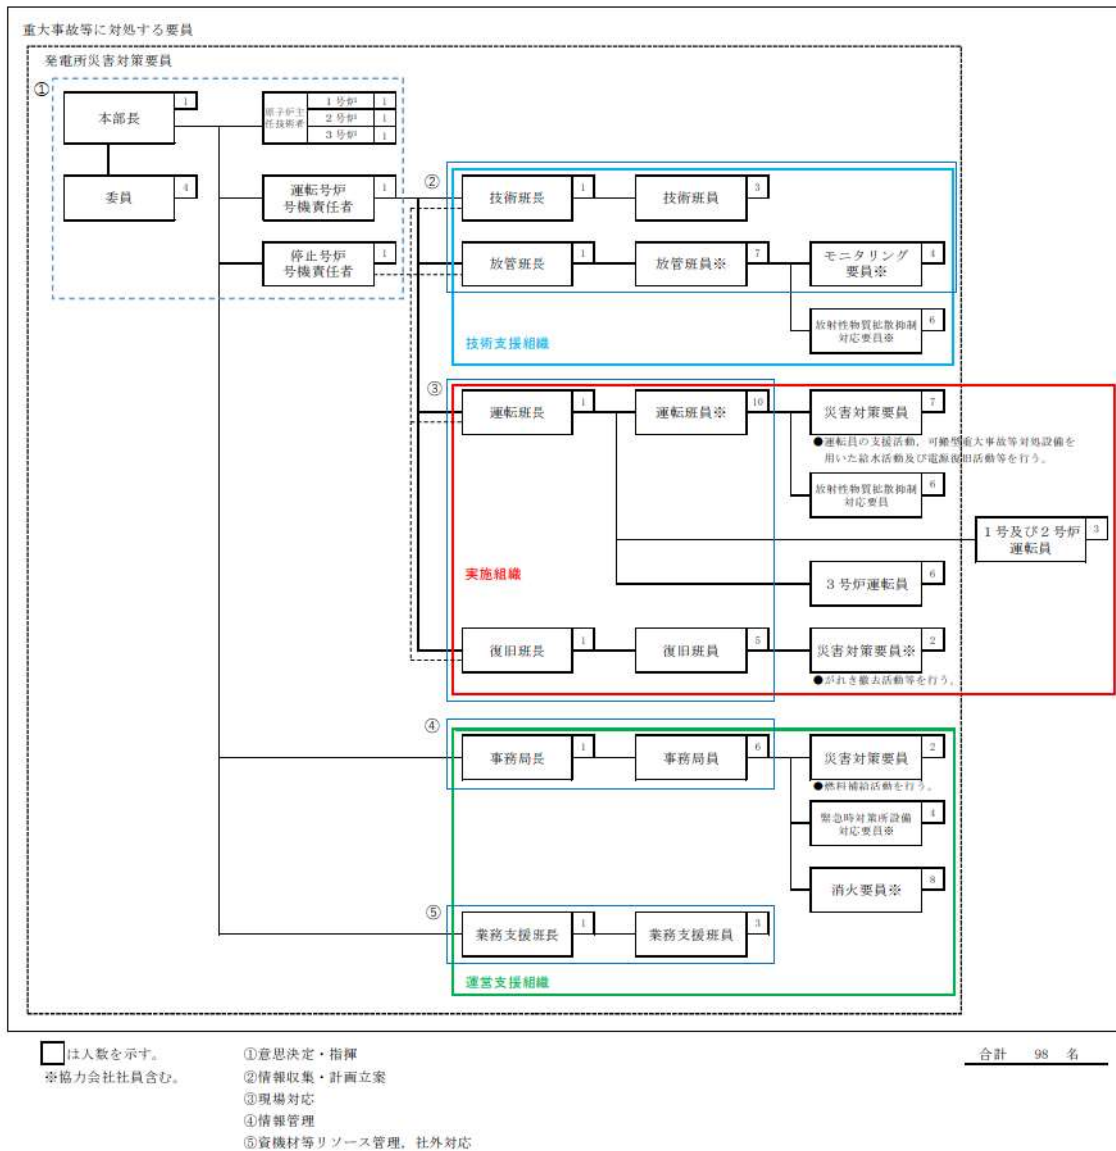 重大事故等に対処する要員
発電所災害対策要員
①
本部長
1
原子炉主
任技術者
1号炉
1
2号炉
1
3号炉
1
委員
4
運転号炉
号機責任者
1
停止号炉
号機責任者
1
②
技術班長
1
技術班員
3
放管班長
1
放管班員※
7
モニタリング
要員※
4
放射性物質拡散抑制
対応要員※
6
技術支援組織
③
運転班長
1
運転班員※
10
災害対策要員
7
●運転員の支援活動，可搬型重大事故等対処設備を
用いた給水活動及び電源復旧活動等を行う。
放射性物質拡散抑制
対応要員
6
1号及び2号炉
運転員
3
実施組織
3号炉運転員
6
復旧班長
1
復旧班員
5
災害対策要員※
2
●がれき撤去活動等を行う。
④
事務局長
1
事務局員
6
災害対策要員
2
●燃料補給活動を行う。
緊急時対策所設備
対応要員※
4
消火要員※
8
⑤
業務支援班長
1
業務支援班員
3
運営支援組織
は人数を示す。
※協力会社社員含む。
①意思決定・指揮
②情報収集・計画立案
③現場対応
④情報管理
⑤資機材等リソース管理，社外対応
合計 98 名